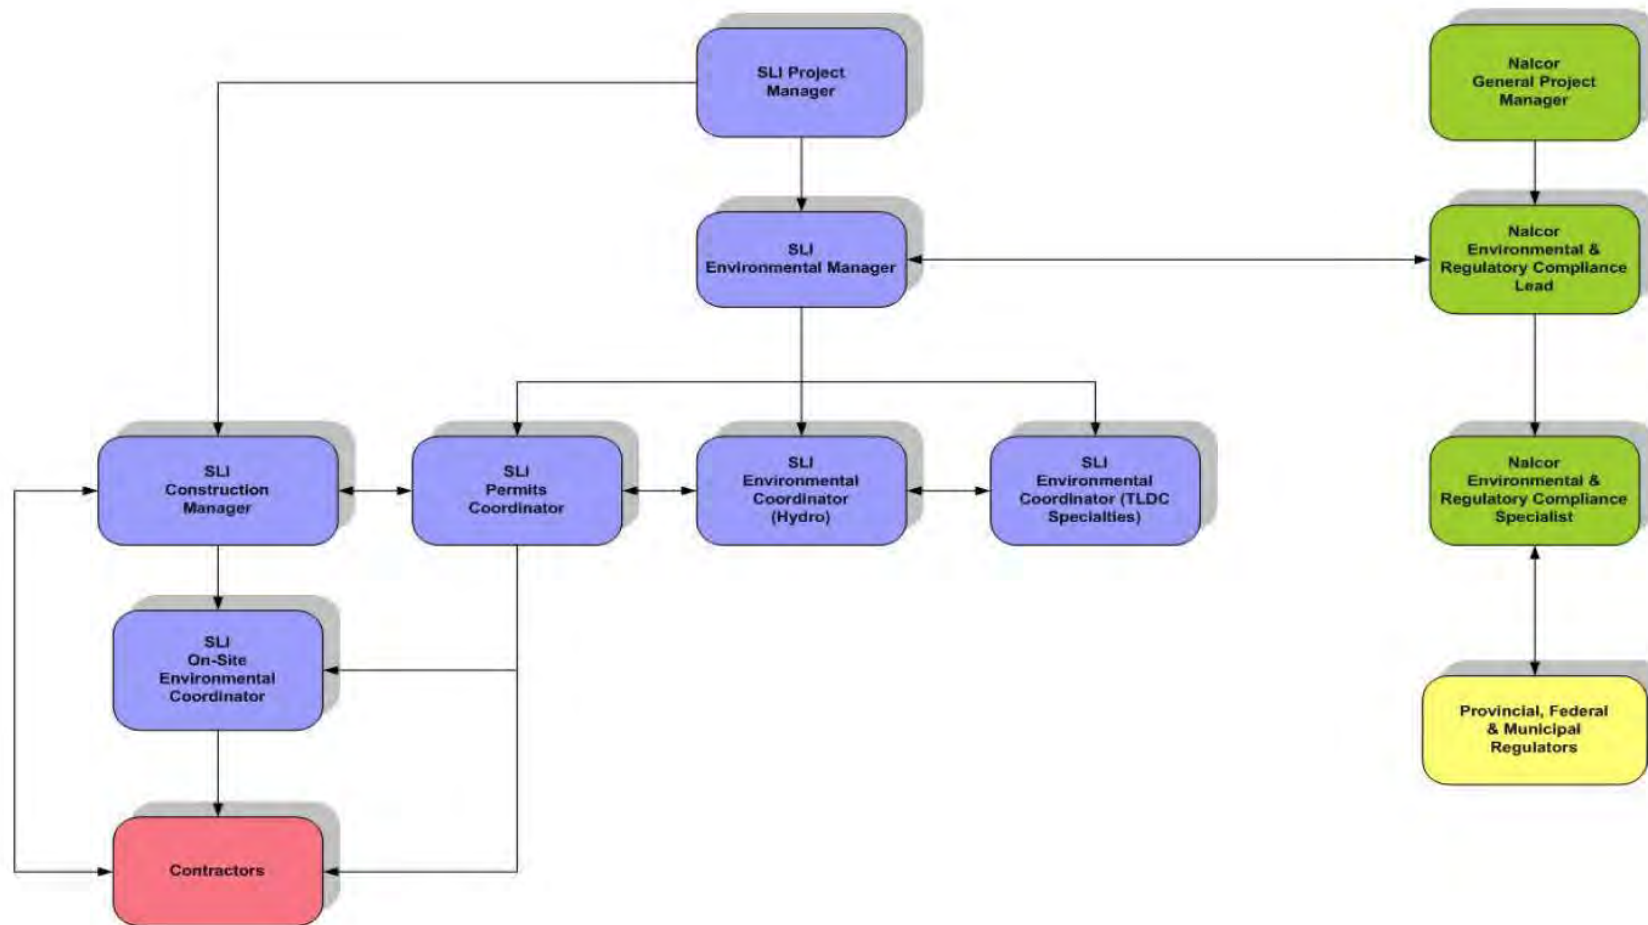 SLI Project
Manager
Nalcor
General Project
Manager
SLI
Environmental Manager
Nalcor
Environmental &
Regulatory Compliance
Lead
SLI
Construction
Manager
SLI
Permits
Coordinator
SLI
Environmental
Coordinator
(Hydro)
SLI
Environmental
Coordinator (TLDC
Specialties)
Nalcor
Environmental &
Regulatory Compliance
Specialist
SLI
On-Site
Environmental
Coordinator
Provincial, Federal
& Municipal
Regulators
Contractors